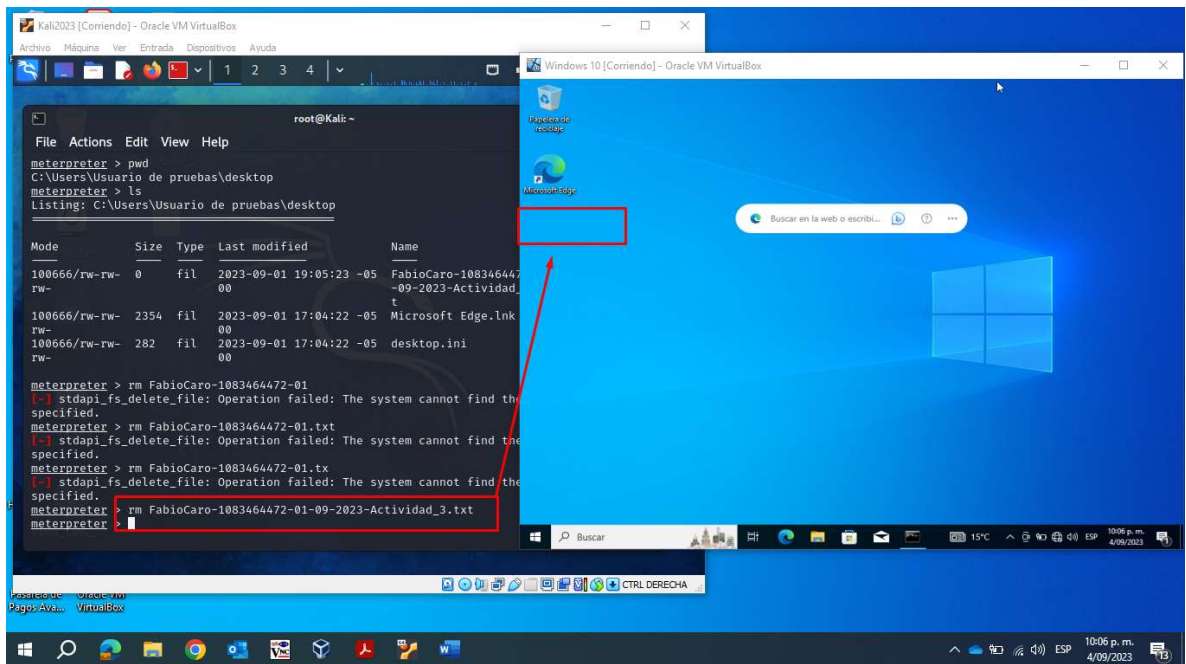 Kali2023 [Corriendo] - Oracle VM VirtualBox
Archivo Máquina Ver Entrada Dispositivos Ayuda
1 2 3 4
root@Kali: ~
File Actions Edit View Help
meterpreter > pwd
C:\Users\Usuario de pruebas\desktop
meterpreter > ls
Listing: C:\Users\Usuario de pruebas\desktop
Mode Size Type Last modified Name
100666/rw-rw- 0 fil 2023-09-01 19:05:23 -05 FabioCaro-108346447
rw- 00 -09-2023-Actividad_
t
100666/rw-rw- 2354 fil 2023-09-01 17:04:22 -05 Microsoft Edge.lnk
rw- 00
100666/rw-rw- 282 fil 2023-09-01 17:04:22 -05 desktop.ini
rw- 00
meterpreter > rm FabioCaro-1083464472-01
[-] stdapi_fs_delete_file: Operation failed: The system cannot find the
specified.
meterpreter > rm FabioCaro-1083464472-01.txt
[-] stdapi_fs_delete_file: Operation failed: The system cannot find the
specified.
meterpreter > rm FabioCaro-1083464472-01.tx
[-] stdapi_fs_delete_file: Operation failed: The system cannot find the
specified.
meterpreter > rm FabioCaro-1083464472-01-09-2023-Actividad_3.txt
meterpreter >
CTRL DERECHA
Windows 10 [Corriendo] - Oracle VM VirtualBox
Papelera de
reciclaje
Microsoft Edge
Buscar en la web o escribi...
Buscar
15°C
ESP
10:06 p. m.
4/09/2023
Pasarela de
Pagos Ava...
Oracle VM
VirtualBox
ESP
10:06 p. m.
4/09/2023
13